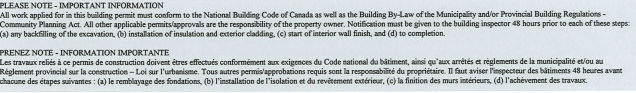 PLEASE NOTE - IMPORTANT INFORMATION
All work applied for in this building permit must conform to the National Building Code of Canada as well as the Building By-Law of the Municipality and/or Provincial Building Regulations -
Community Planning Act. All other applicable permits/approvals are the responsibility of the property owner. Notification must be given to the building inspector 48 hours prior to each of these steps:
(a) any backfilling of the excavation, (b) installation of insulation and exterior cladding, (c) start of interior wall finish, and (d) to completion.
PRENEZ NOTE - INFORMATION IMPORTANTE
Les travaux reliés à ce permis de construction doivent être effectués conformément aux exigences du Code national du bâtiment, ainsi qu'aux arrêtés et règlements de la municipalité et/ou au
Règlement provincial sur la construction – Loi sur l'urbanisme. Tous autres permis/approbations requis sont la responsabilité du propriétaire. Il faut aviser l'inspecteur des bâtiments 48 heures avant
chacune des étapes suivantes : (a) le remblayage des fondations, (b) l'installation de l'isolation et du revêtement extérieur, (c) la finition des murs intérieurs, (d) l'achèvement des travaux.